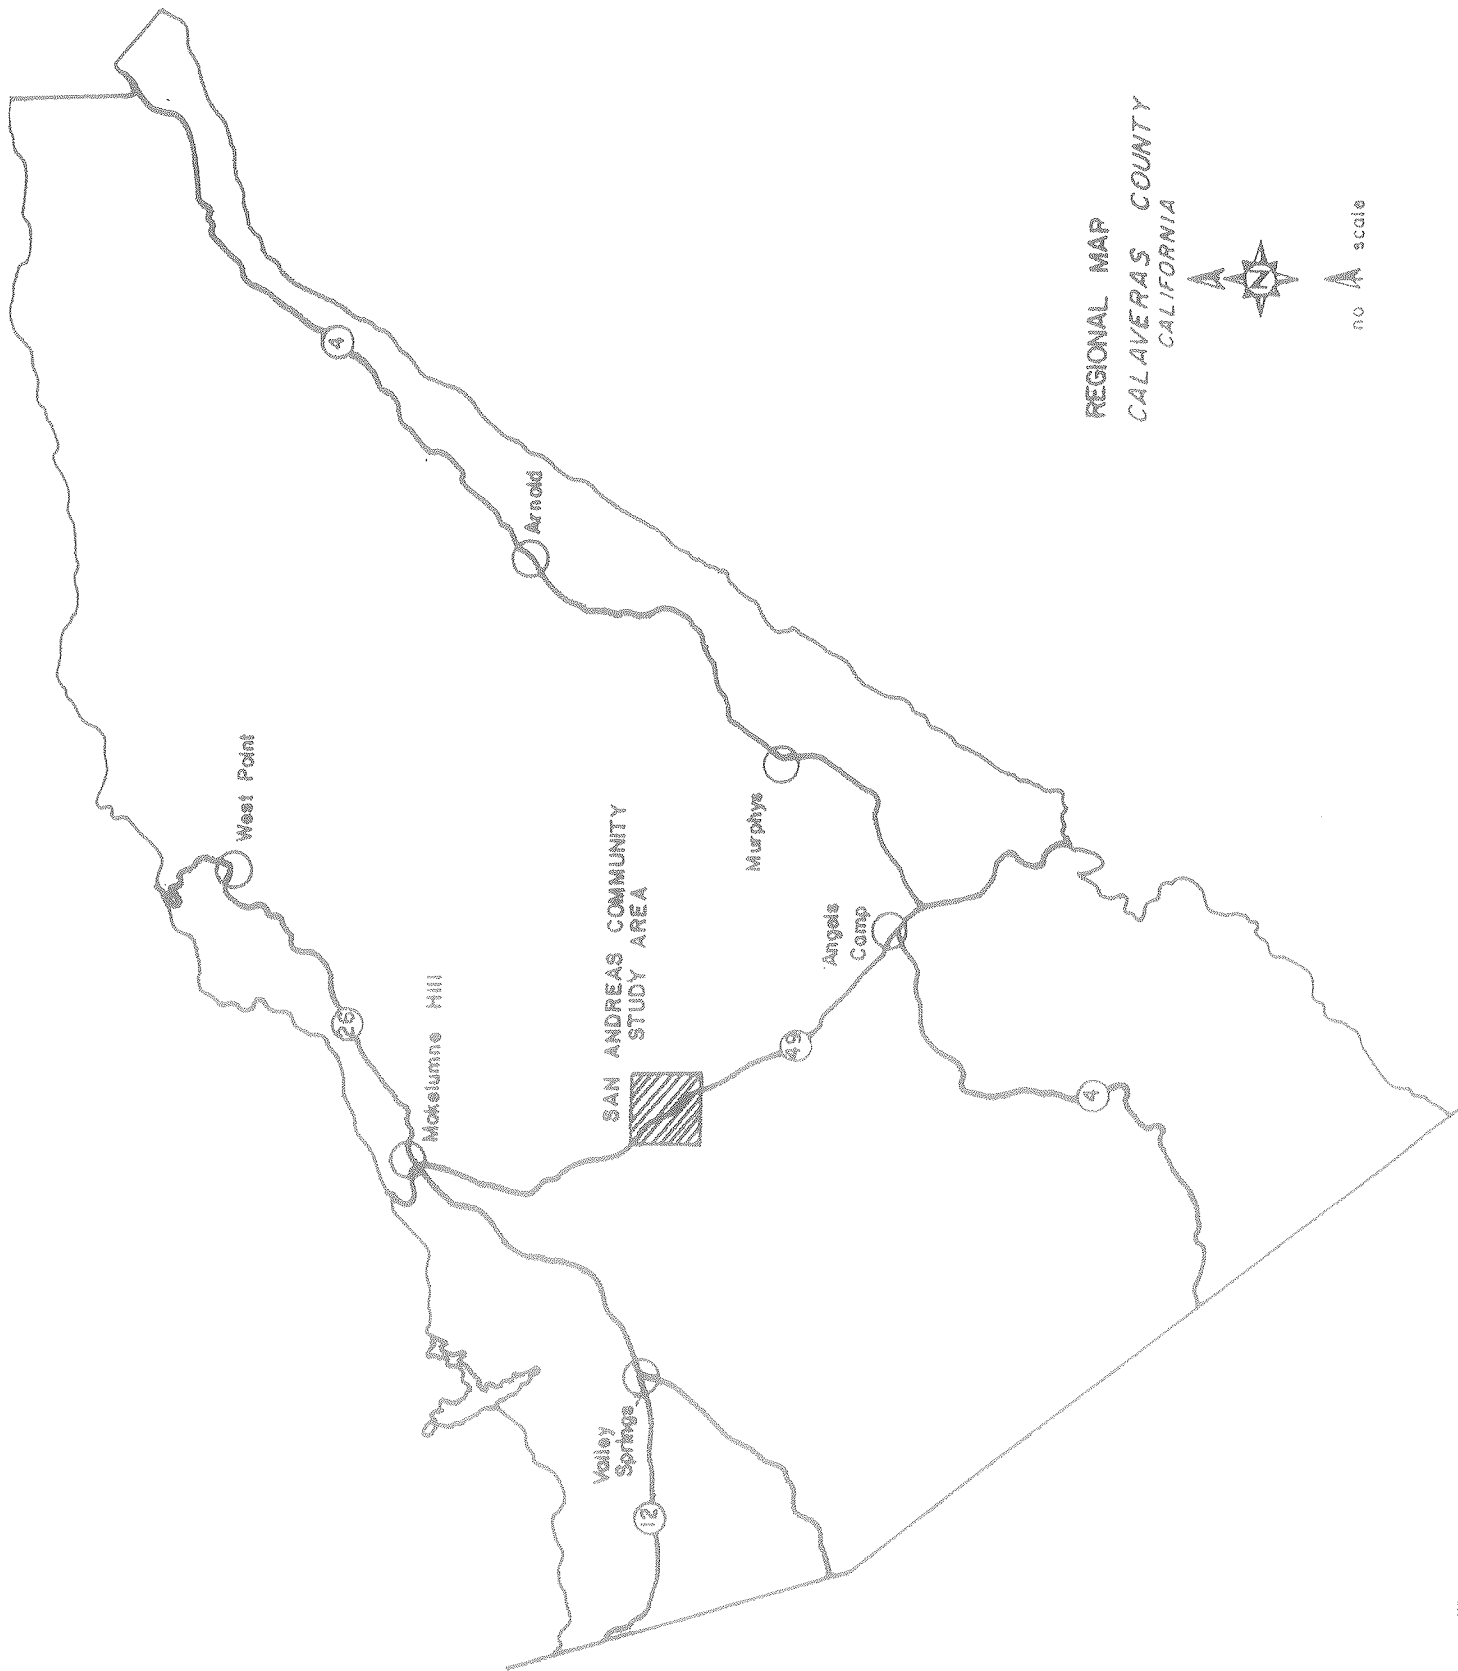 REGIONAL MAP
CALAVERAS COUNTY
CALIFORNIA
N
no scale
4
Arnold
West Point
26
Mokelumne Hill
SAN ANDREAS COMMUNITY
STUDY AREA
Murphys
Angels
Camp
49
4
Valley
Springs
12